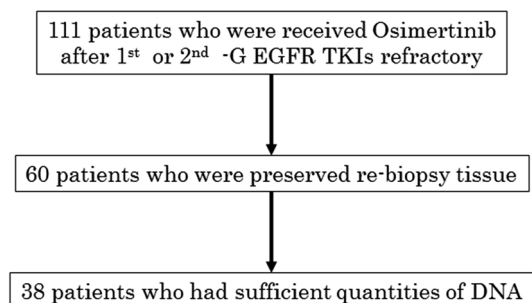 111 patients who were received Osimertinib
after 1st or 2nd -G EGFR TKIs refractory
60 patients who were preserved re-biopsy tissue
38 patients who had sufficient quantities of DNA